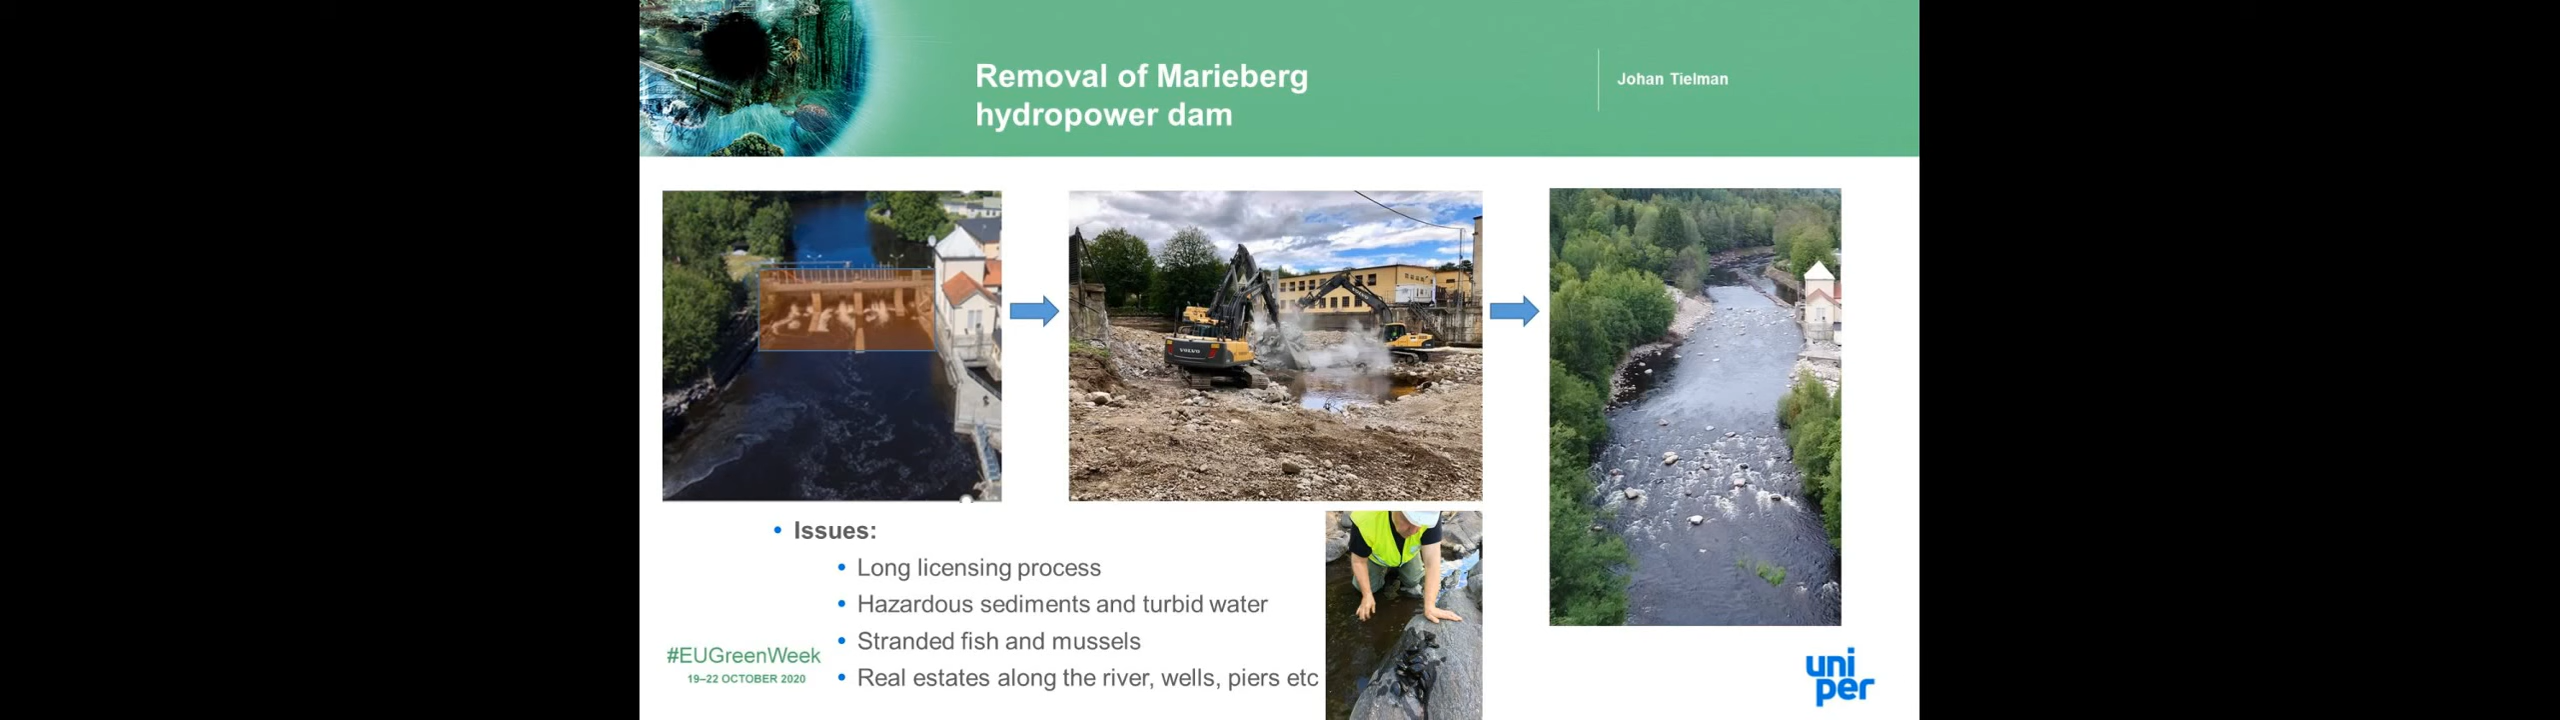 Removal of Marieberg
hydropower dam
Johan Tielman
VOLVO
• Issues:
• Long licensing process
• Hazardous sediments and turbid water
• Stranded fish and mussels
• Real estates along the river, wells, piers etc
#EUGreenWeek
19–22 OCTOBER 2020
uni
per